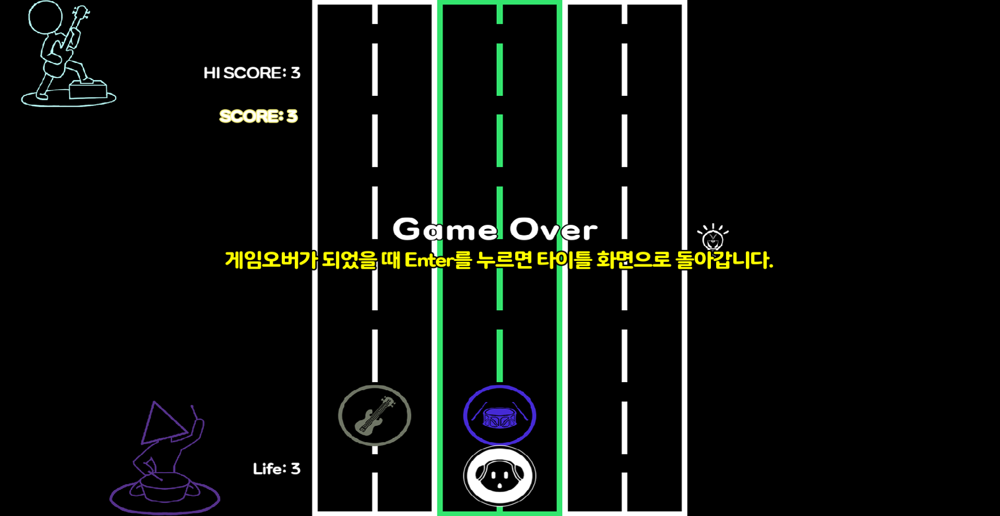 HI SCORE: 3
SCORE: 3
Game Over
게임오버가 되었을 때 Enter를 누르면 타이틀 화면으로 돌아갑니다.
Life: 3